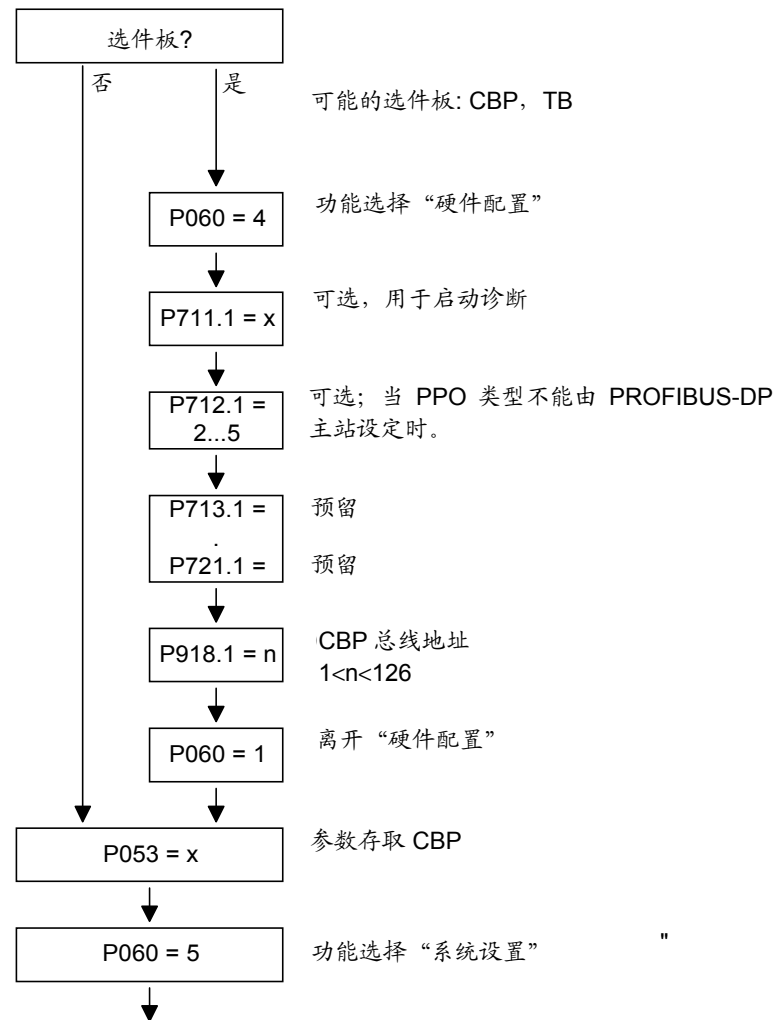 选件板?
否 是
可能的选件板: CBP，TB
P060 = 4
功能选择“硬件配置”
P711.1 = x
可选，用于启动诊断
P712.1 =
2...5
可选；当 PPO 类型不能由 PROFIBUS-DP
主站设定时。
P713.1 =
预留
.
P721.1 =
预留
P918.1 = n
CBP 总线地址
1<n<126
P060 = 1
离开“硬件配置”
P053 = x
参数存取 CBP
P060 = 5
功能选择“系统设置” "